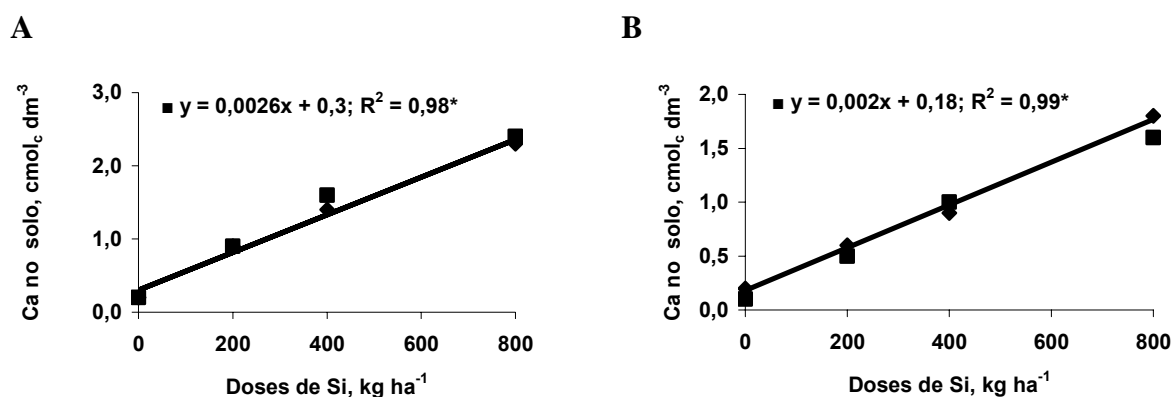 A
■ y = 0,0026x + 0,3; R² = 0,98*
Ca no solo, cmol_c dm⁻³
3,0
2,0
1,0
0,0
0 200 400 600 800
Doses de Si, kg ha⁻¹
B
■ y = 0,002x + 0,18; R² = 0,99*
Ca no solo, cmol_c dm⁻³
2,0
1,5
1,0
0,5
0,0
0 200 400 600 800
Doses de Si, kg ha⁻¹